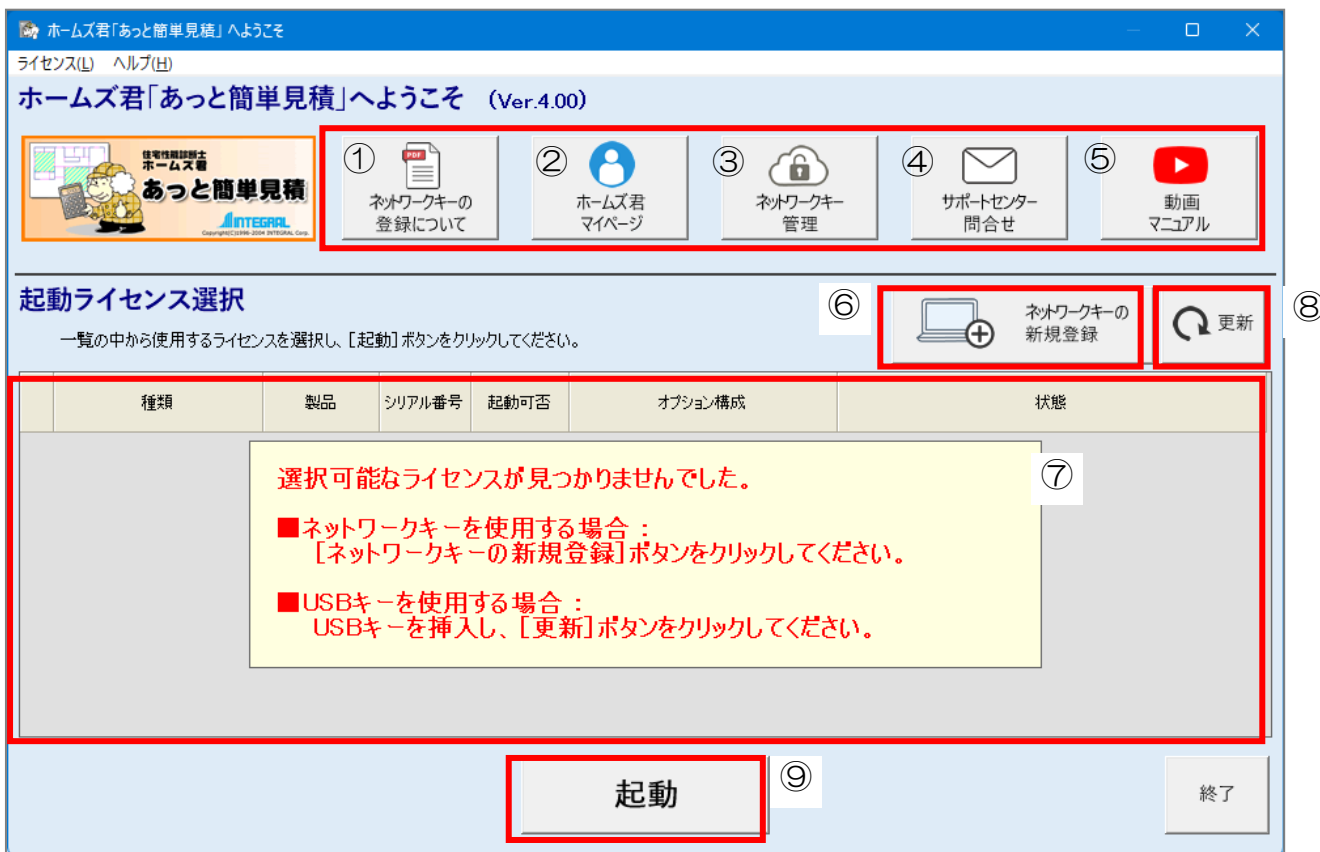 ホームズ君「あっと簡単見積」へようこそ
ライセンス(L) ヘルプ(H)
ホームズ君「あっと簡単見積」へようこそ (Ver.4.00)
住宅性能診断士
ホームズ君
あっと簡単見積
INTEGRAL
Copyright(C)1996-2004 INTEGRAL Corp.
①
PDF
ネットワークキーの
登録について
②
ホームズ君
マイページ
③
ネットワークキー
管理
④
サポートセンター
問合せ
⑤
動画
マニュアル
起動ライセンス選択
一覧の中から使用するライセンスを選択し、[起動]ボタンをクリックしてください。
⑥
ネットワークキーの
新規登録
更新
⑧
種類 製品 シリアル番号 起動可否 オプション構成 状態
選択可能なライセンスが見つかりませんでした。
⑦
■ネットワークキーを使用する場合：
[ネットワークキーの新規登録]ボタンをクリックしてください。
■USBキーを使用する場合：
USBキーを挿入し、[更新]ボタンをクリックしてください。
起動
⑨
終了